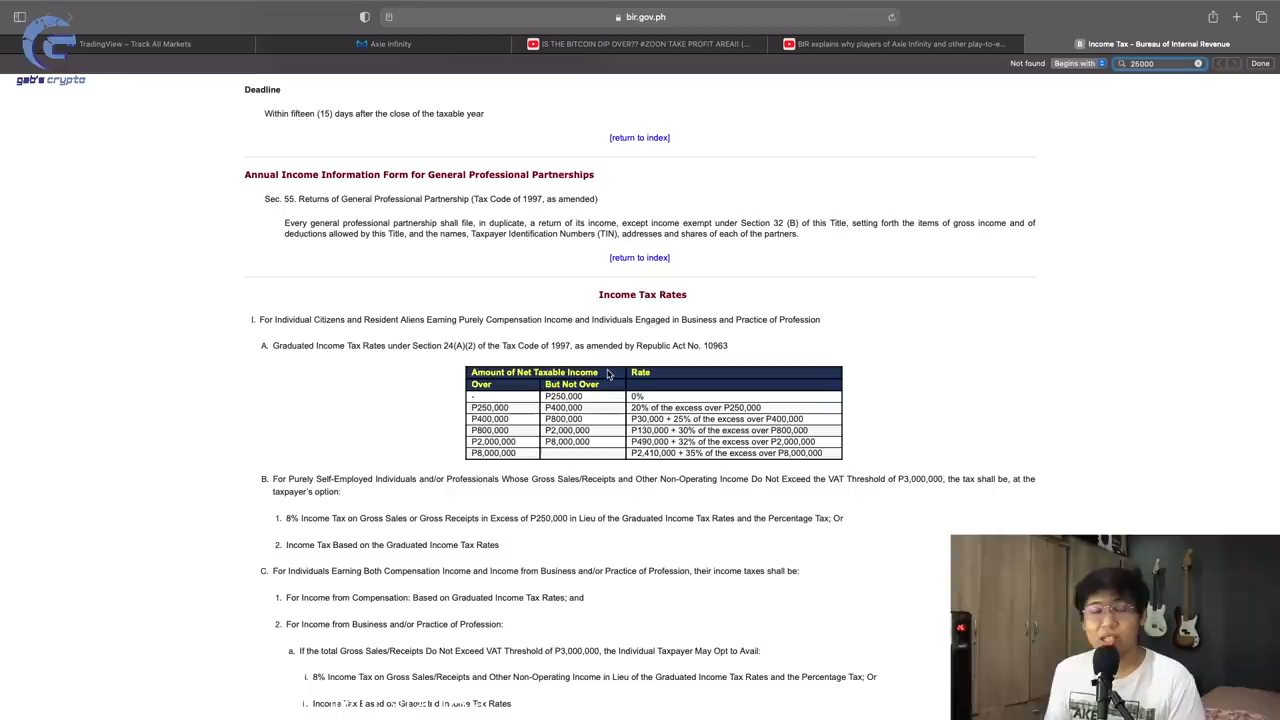 bir.gov.ph
TradingView – Track All Markets
Axie Infinity
IS THE BITCOIN DIP OVER?? #ZOON TAKE PROFIT AREA!! (...
BIR explains why players of Axie Infinity and other play-to-e...
B Income Tax - Bureau of Internal Revenue
Not found
Begins with
25000
Done
gab's crypto
Deadline
Within fifteen (15) days after the close of the taxable year
[return to index]
Annual Income Information Form for General Professional Partnerships
Sec. 55. Returns of General Professional Partnership (Tax Code of 1997, as amended)
Every general professional partnership shall file, in duplicate, a return of its income, except income exempt under Section 32 (B) of this Title, setting forth the items of gross income and of
deductions allowed by this Title, and the names, Taxpayer Identification Numbers (TIN), addresses and shares of each of the partners.
[return to index]
Income Tax Rates
I. For Individual Citizens and Resident Aliens Earning Purely Compensation Income and Individuals Engaged in Business and Practice of Profession
A. Graduated Income Tax Rates under Section 24(A)(2) of the Tax Code of 1997, as amended by Republic Act No. 10963
Amount of Net Taxable Income Rate
Over But Not Over
- P250,000 0%
P250,000 P400,000 20% of the excess over P250,000
P400,000 P800,000 P30,000 + 25% of the excess over P400,000
P800,000 P2,000,000 P130,000 + 30% of the excess over P800,000
P2,000,000 P8,000,000 P490,000 + 32% of the excess over P2,000,000
P8,000,000 P2,410,000 + 35% of the excess over P8,000,000
B. For Purely Self-Employed Individuals and/or Professionals Whose Gross Sales/Receipts and Other Non-Operating Income Do Not Exceed the VAT Threshold of P3,000,000, the tax shall be, at the
taxpayer's option:
1. 8% Income Tax on Gross Sales or Gross Receipts in Excess of P250,000 in Lieu of the Graduated Income Tax Rates and the Percentage Tax; Or
2. Income Tax Based on the Graduated Income Tax Rates
C. For Individuals Earning Both Compensation Income and Income from Business and/or Practice of Profession, their income taxes shall be:
1. For Income from Compensation: Based on Graduated Income Tax Rates; and
2. For Income from Business and/or Practice of Profession:
a. If the total Gross Sales/Receipts Do Not Exceed VAT Threshold of P3,000,000, the Individual Taxpayer May Opt to Avail:
i. 8% Income Tax on Gross Sales/Receipts and Other Non-Operating Income in Lieu of the Graduated Income Tax Rates and the Percentage Tax; Or
Income Tax Based on Graduated Income Tax Rates